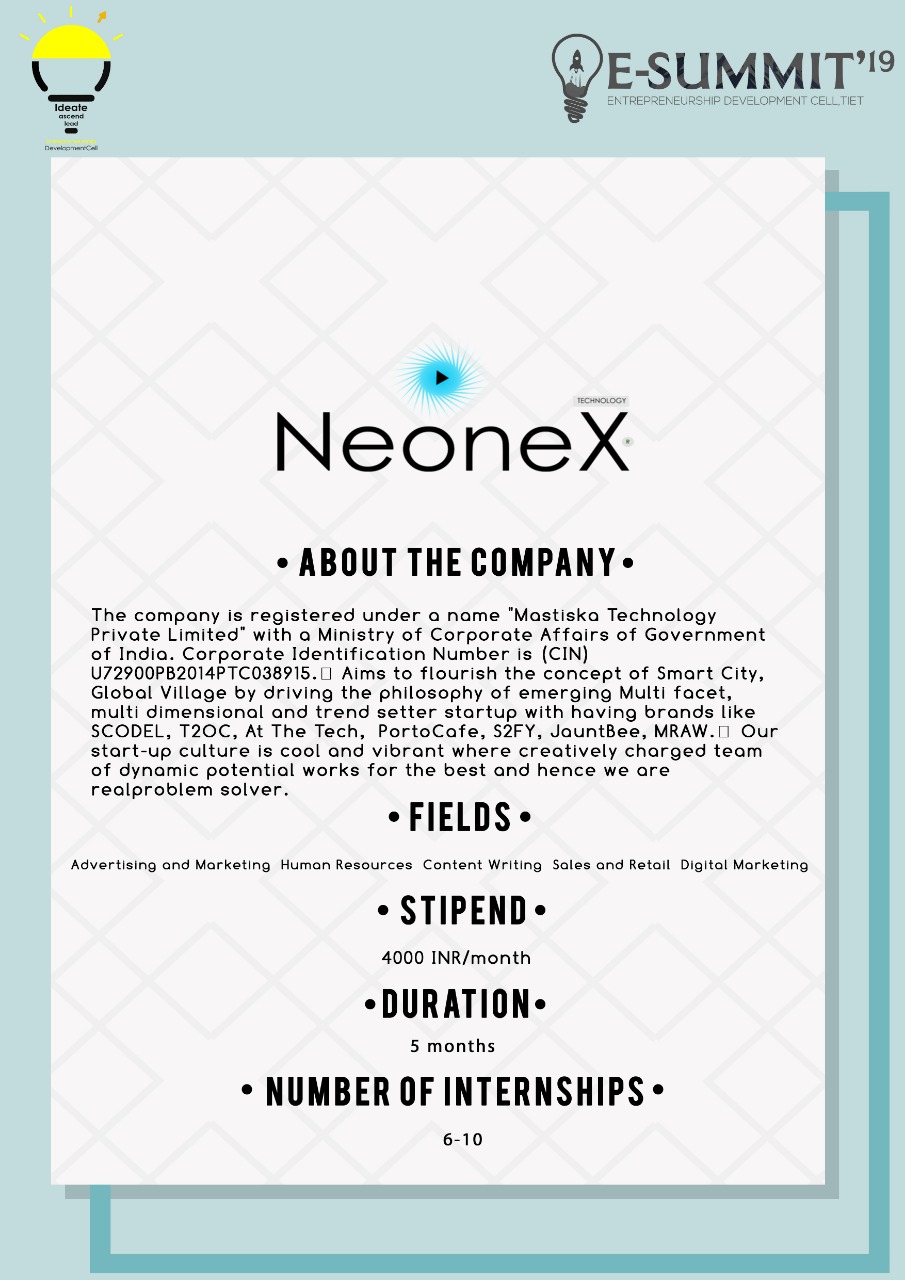 Ideate
ascend
lead
DevelopmentCell
E-SUMMIT'19
ENTREPRENEURSHIP DEVELOPMENT CELL,TIET
TECHNOLOGY
NeoneX
• ABOUT THE COMPANY •
The company is registered under a name "Mastiska Technology
Private Limited" with a Ministry of Corporate Affairs of Government
of India. Corporate Identification Number is (CIN)
U72900PB2014PTC038915.□ Aims to flourish the concept of Smart City,
Global Village by driving the philosophy of emerging Multi facet,
multi dimensional and trend setter startup with having brands like
SCODEL, T2OC, At The Tech, PortoCafe, S2FY, JauntBee, MRAW.□ Our
start-up culture is cool and vibrant where creatively charged team
of dynamic potential works for the best and hence we are
realproblem solver.
• FIELDS •
Advertising and Marketing Human Resources Content Writing Sales and Retail Digital Marketing
• STIPEND •
4000 INR/month
• DURATION •
5 months
• NUMBER OF INTERNSHIPS •
6-10